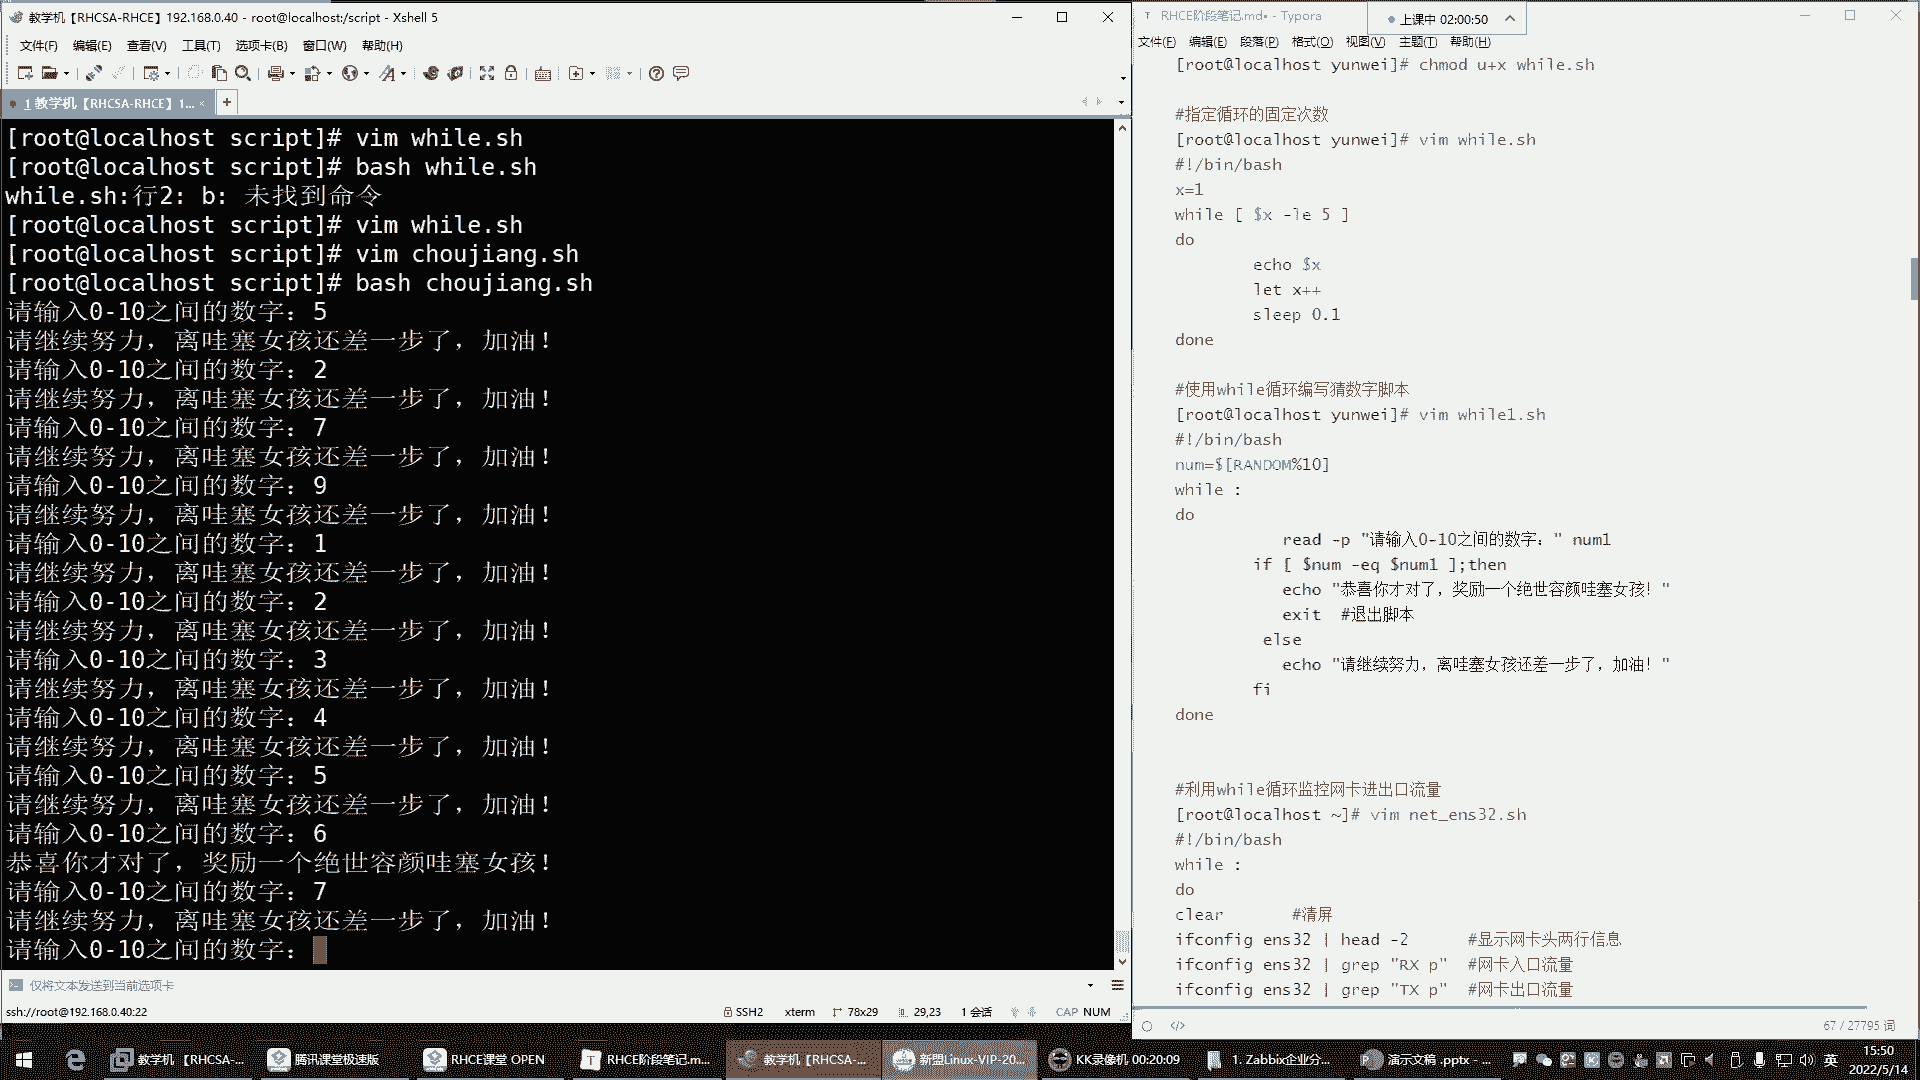 教学机【RHCSA-RHCE】192.168.0.40 - root@localhost:/script - Xshell 5
文件(F) 编辑(E) 查看(V) 工具(T) 选项卡(B) 窗口(W) 帮助(H)
1 教学机【RHCSA-RHCE】1...
[root@localhost script]# vim while.sh
[root@localhost script]# bash while.sh
while.sh:行2: b: 未找到命令
[root@localhost script]# vim while.sh
[root@localhost script]# vim choujiang.sh
[root@localhost script]# bash choujiang.sh
请输入0-10之间的数字：5
请继续努力，离哇塞女孩还差一步了，加油！
请输入0-10之间的数字：2
请继续努力，离哇塞女孩还差一步了，加油！
请输入0-10之间的数字：7
请继续努力，离哇塞女孩还差一步了，加油！
请输入0-10之间的数字：9
请继续努力，离哇塞女孩还差一步了，加油！
请输入0-10之间的数字：1
请继续努力，离哇塞女孩还差一步了，加油！
请输入0-10之间的数字：2
请继续努力，离哇塞女孩还差一步了，加油！
请输入0-10之间的数字：3
请继续努力，离哇塞女孩还差一步了，加油！
请输入0-10之间的数字：4
请继续努力，离哇塞女孩还差一步了，加油！
请输入0-10之间的数字：5
请继续努力，离哇塞女孩还差一步了，加油！
请输入0-10之间的数字：6
恭喜你才对了，奖励一个绝世容颜哇塞女孩！
请输入0-10之间的数字：7
请继续努力，离哇塞女孩还差一步了，加油！
请输入0-10之间的数字：
仅将文本发送到当前选项卡
ssh://root@192.168.0.40:22 SSH2 xterm 78x29 29,23 1 会话 CAP NUM
RHCE阶段笔记.md• - Typora
上课中 02:00:50
文件(F) 编辑(E) 段落(P) 格式(O) 视图(V) 主题(T) 帮助(H)
[root@localhost yunwei]# chmod u+x while.sh
#指定循环的固定次数
[root@localhost yunwei]# vim while.sh
#!/bin/bash
x=1
while [ $x -le 5 ]
do
echo $x
let x++
sleep 0.1
done
#使用while循环编写猜数字脚本
[root@localhost yunwei]# vim while1.sh
#!/bin/bash
num=$[RANDOM%10]
while :
do
read -p "请输入0-10之间的数字：" num1
if [ $num -eq $num1 ];then
echo "恭喜你才对了，奖励一个绝世容颜哇塞女孩！"
exit #退出脚本
else
echo "请继续努力，离哇塞女孩还差一步了，加油！"
fi
done
#利用while循环监控网卡进出口流量
[root@localhost ~]# vim net_ens32.sh
#!/bin/bash
while :
do
clear #清屏
ifconfig ens32 | head -2 #显示网卡头两行信息
ifconfig ens32 | grep "RX p" #网卡入口流量
ifconfig ens32 | grep "TX p" #网卡出口流量
67 / 27795 词
教学机【RHCSA-... 腾讯课堂极速版 RHCE课堂 OPEN RHCE阶段笔记.m... 教学机【RHCSA-... 新盟Linux-VIP-20... KK录像机 00:20:09 1. Zabbix企业分... 演示文稿 .pptx - ... 英
15:50
2022/5/14